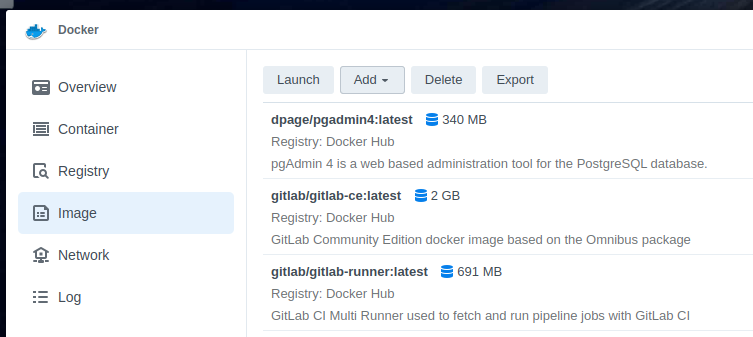 Docker
Overview
Container
Registry
Image
Network
Log
Launch Add Delete Export
dpage/pgadmin4:latest 340 MB
Registry: Docker Hub
pgAdmin 4 is a web based administration tool for the PostgreSQL database.
gitlab/gitlab-ce:latest 2 GB
Registry: Docker Hub
GitLab Community Edition docker image based on the Omnibus package
gitlab/gitlab-runner:latest 691 MB
Registry: Docker Hub
GitLab CI Multi Runner used to fetch and run pipeline jobs with GitLab CI